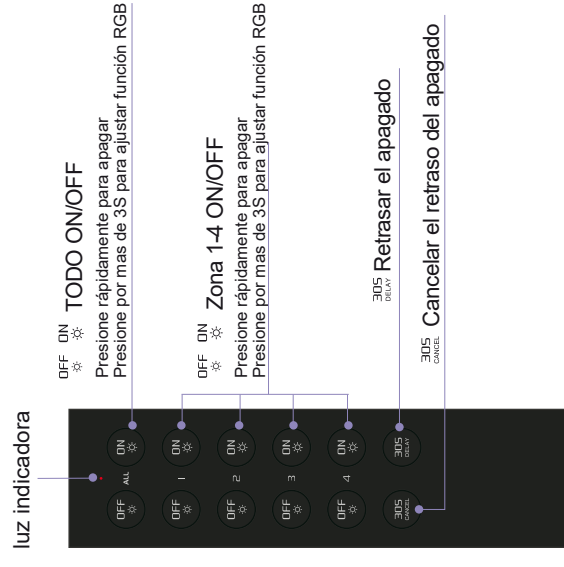 luz indicadora
OFF ON TODO ON/OFF
Presione rápidamente para apagar
Presione por mas de 3S para ajustar función RGB
OFF ON Zona 1-4 ON/OFF
Presione rápidamente para apagar
Presione por mas de 3S para ajustar función RGB
30S DELAY Retrasar el apagado
30S CANCEL Cancelar el retraso del apagado
OFF ALL ON
OFF 1 ON
OFF 2 ON
OFF 3 ON
OFF 4 ON
30S 30S
CANCEL DELAY